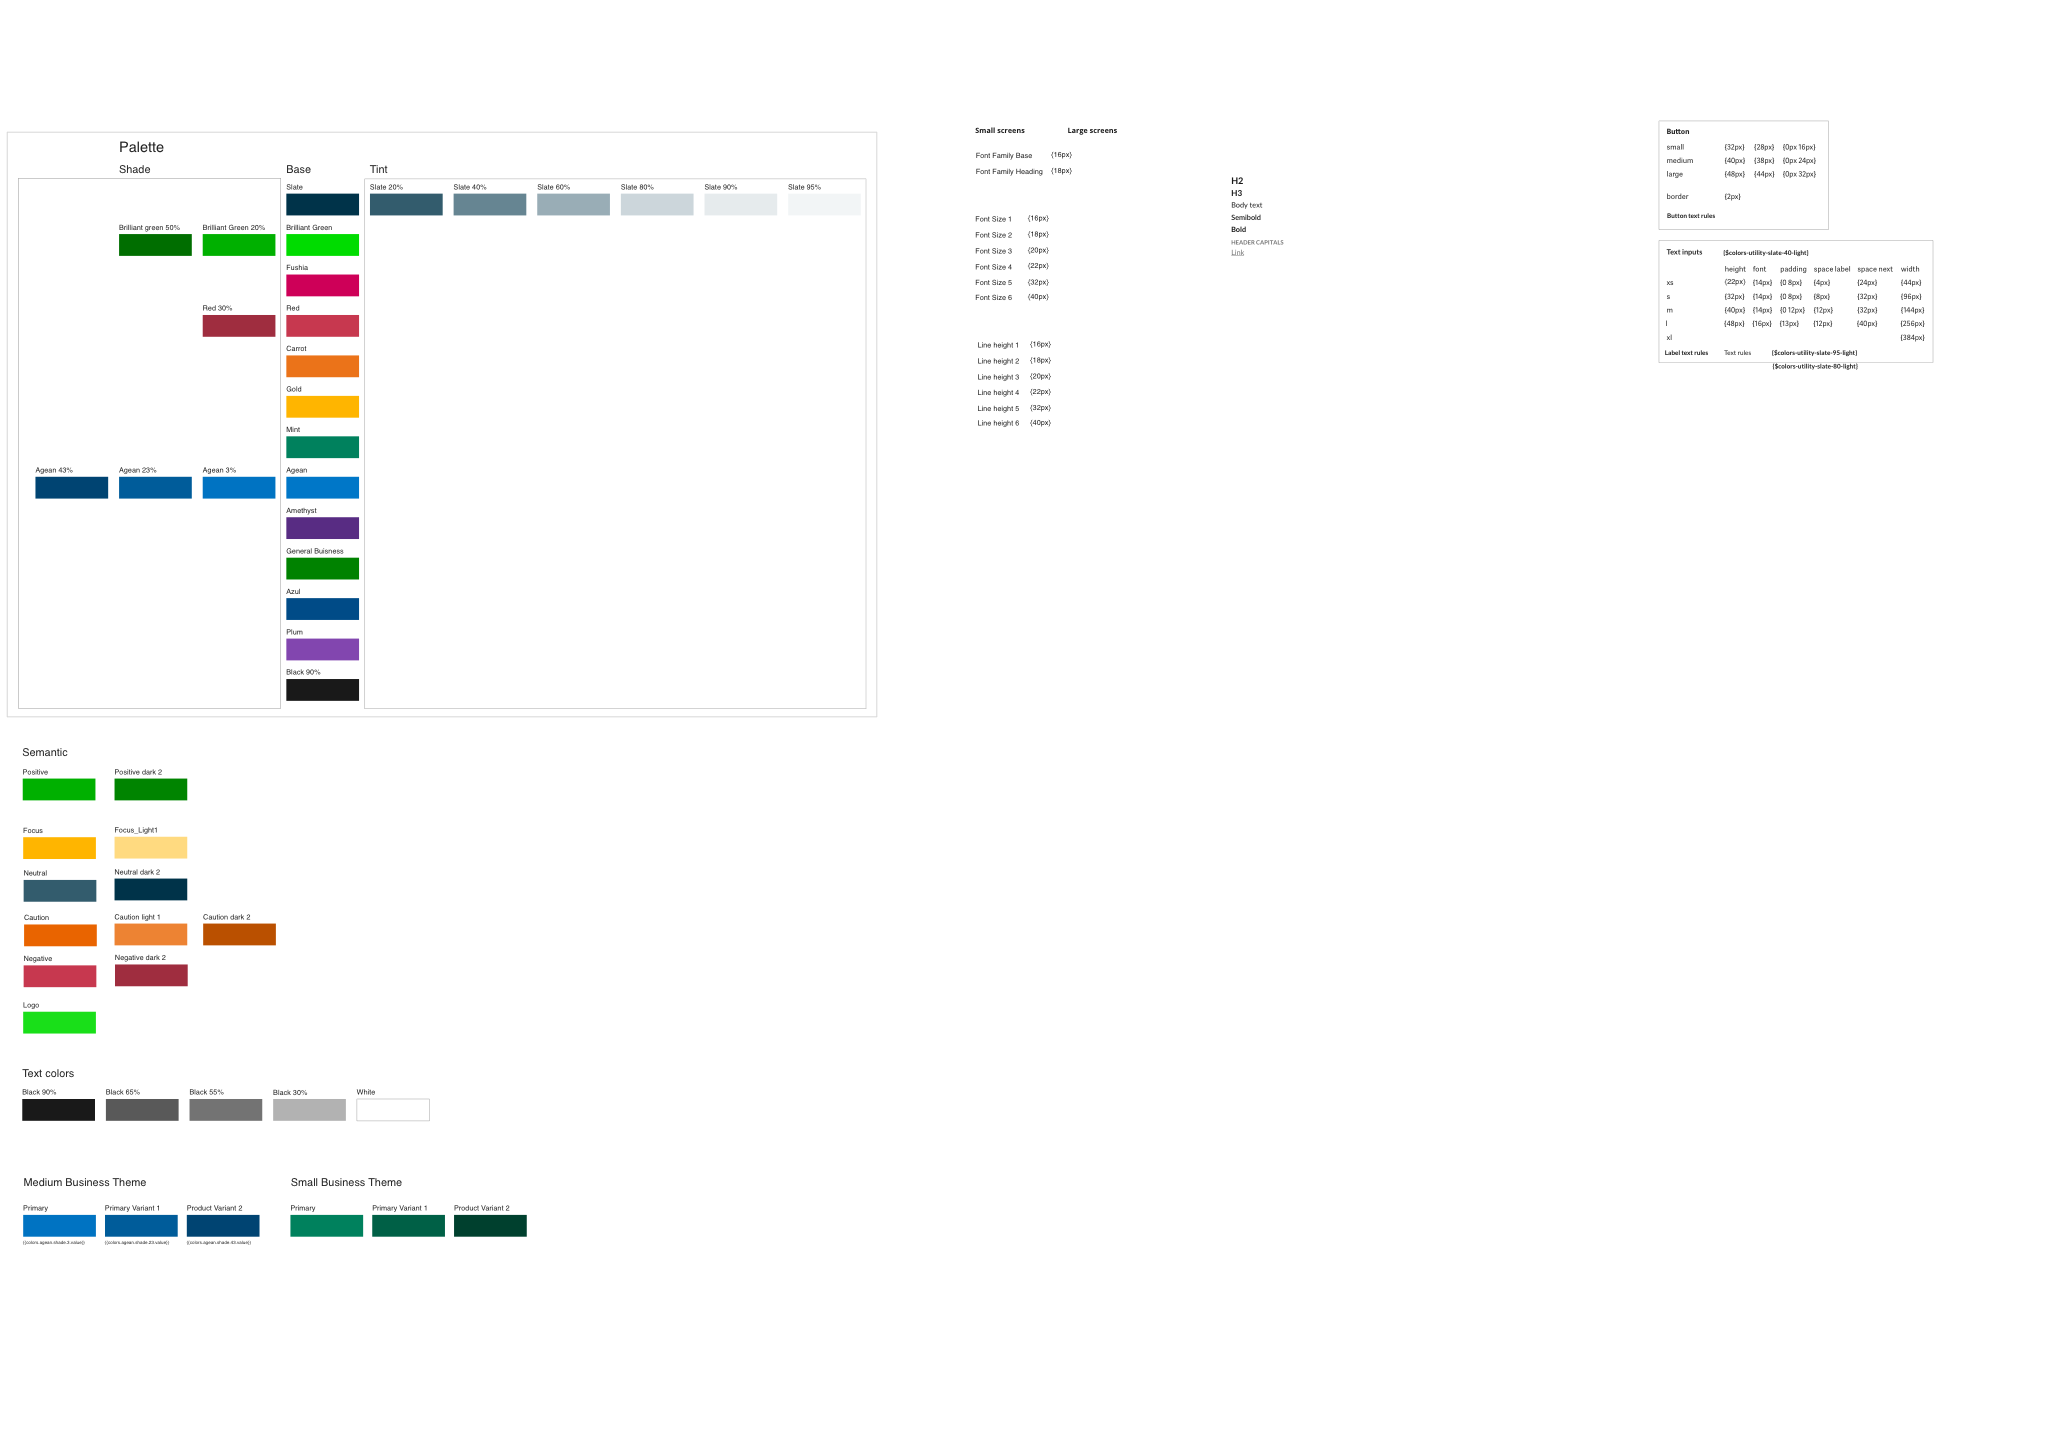 Palette
Shade
Base
Tint
Slate
Slate 20%
Slate 40%
Slate 60%
Slate 80%
Slate 90%
Slate 95%
Brilliant green 50%
Brilliant Green 20%
Brilliant Green
Fushia
Red 30%
Red
Carrot
Gold
Mint
Agean 43%
Agean 23%
Agean 3%
Agean
Amethyst
General Buisness
Azul
Plum
Black 90%
Semantic
Positive
Positive dark 2
Focus
Focus_Light1
Neutral
Neutral dark 2
Caution
Caution light 1
Caution dark 2
Negative
Negative dark 2
Logo
Text colors
Black 90%
Black 65%
Black 55%
Black 30%
White
Medium Business Theme
Primary
Primary Variant 1
Product Variant 2
{{colors.agean.shade.3.value}}
{{colors.agean.shade.23.value}}
{{colors.agean.shade.43.value}}
Small Business Theme
Primary
Primary Variant 1
Product Variant 2
Small screens
Large screens
Font Family Base {16px}
Font Family Heading {18px}
Font Size 1 {16px}
Font Size 2 {18px}
Font Size 3 {20px}
Font Size 4 {22px}
Font Size 5 {32px}
Font Size 6 {40px}
Line height 1 {16px}
Line height 2 {18px}
Line height 3 {20px}
Line height 4 {22px}
Line height 5 {32px}
Line height 6 {40px}
H2
H3
Body text
Semibold
Bold
HEADER CAPITALS
Link
Button
small {32px} {28px} {0px 16px}
medium {40px} {38px} {0px 24px}
large {48px} {44px} {0px 32px}
border {2px}
Button text rules
Text inputs {$colors-utility-slate-40-light}
height font padding space label space next width
xs {22px} {14px} {0 8px} {4px} {24px} {44px}
s {32px} {14px} {0 8px} {8px} {32px} {96px}
m {40px} {14px} {0 12px} {12px} {32px} {144px}
l {48px} {16px} {13px} {12px} {40px} {256px}
xl {384px}
Label text rules Text rules {$colors-utility-slate-95-light}
{$colors-utility-slate-80-light}